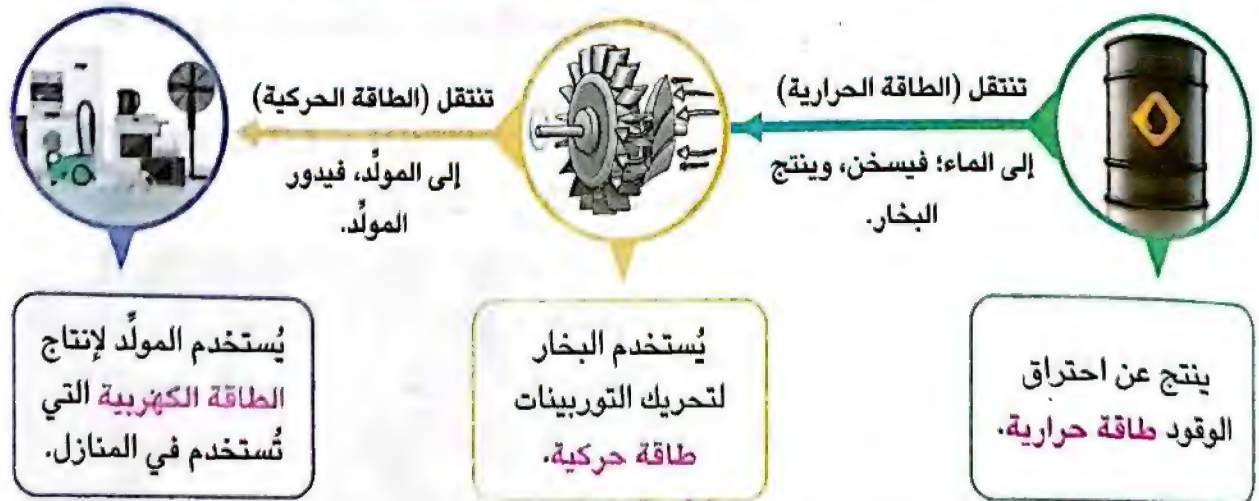 تنتقل (الطاقة الحرارية)
إلى الماء؛ فيسخن، وينتج
البخار.
تنتقل (الطاقة الحركية)
إلى المولِّد، فيدور
المولِّد.
ينتج عن احتراق
الوقود طاقة حرارية.
يُستخدم البخار
لتحريك التوربينات
طاقة حركية.
يُستخدم المولِّد لإنتاج
الطاقة الكهربية التي
تُستخدم في المنازل.